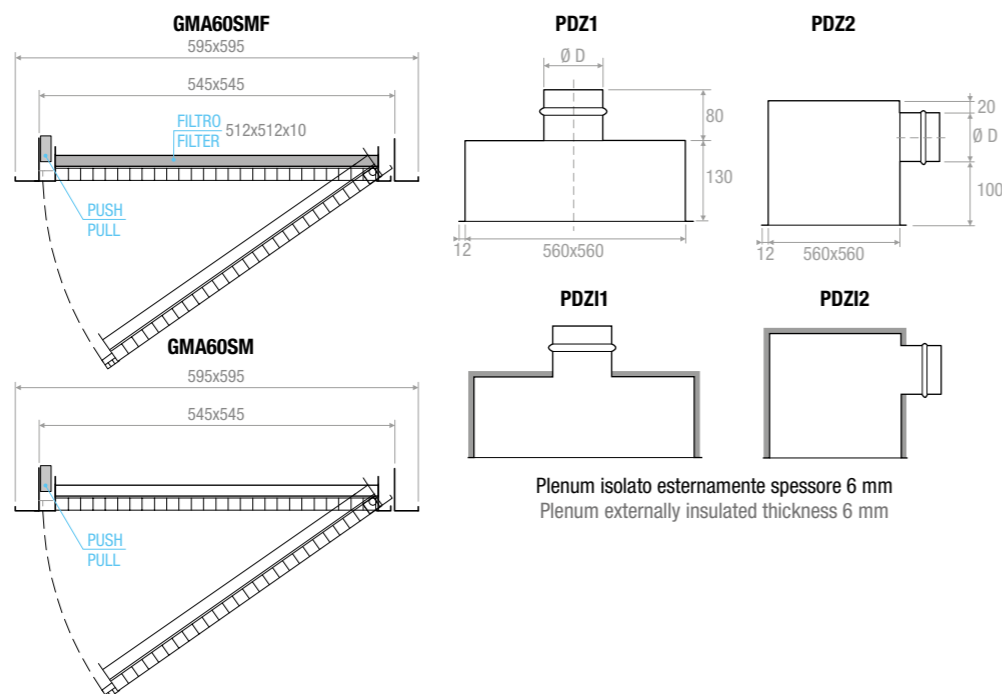 GMA60SMF
595x595
545x545
FILTRO
FILTER
512x512x10
PUSH
PULL
PDZ1
Ø D
80
130
12
560x560
PDZ2
20
Ø D
100
12
560x560
GMA60SM
595x595
545x545
PUSH
PULL
PDZI1
PDZI2
Plenum isolato esternamente spessore 6 mm
Plenum externally insulated thickness 6 mm